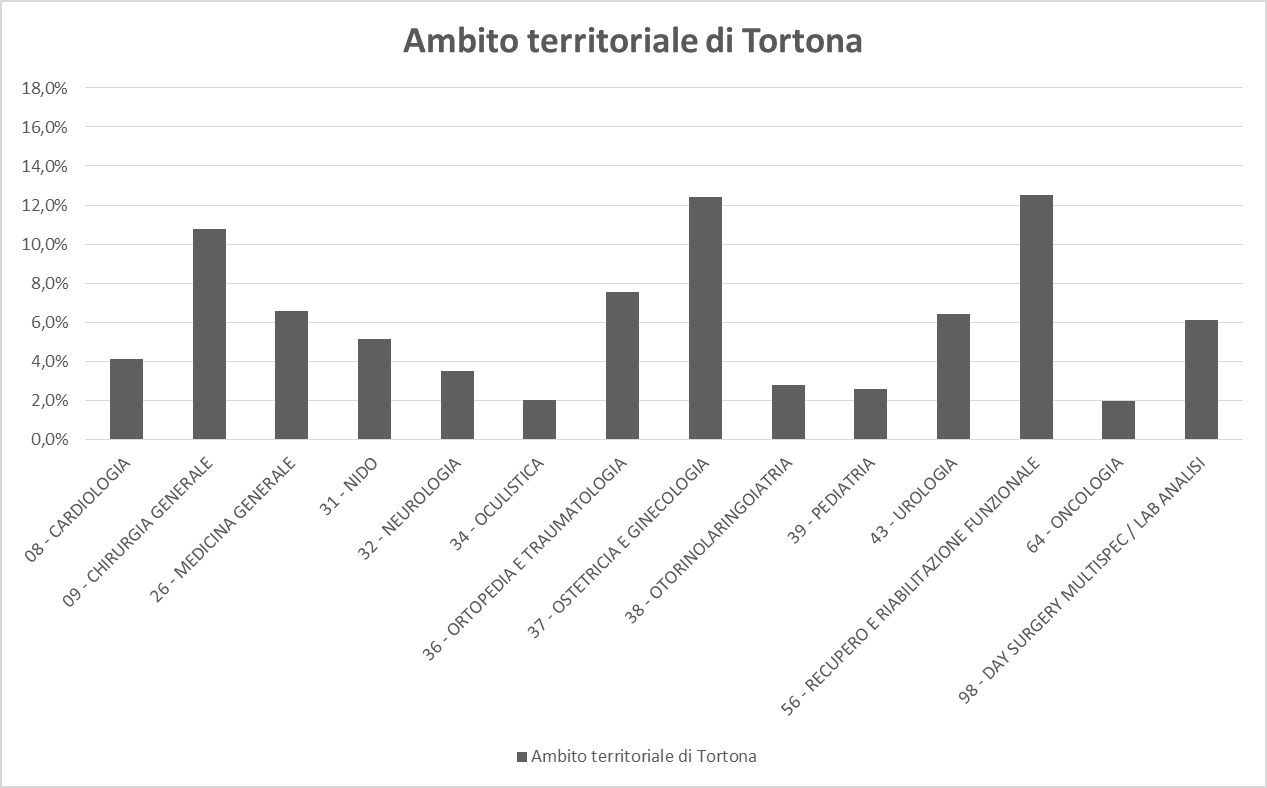 Ambito territoriale di Tortona
18,0%
16,0%
14,0%
12,0%
10,0%
8,0%
6,0%
4,0%
2,0%
0,0%
08 - CARDIOLOGIA
09 - CHIRURGIA GENERALE
26 - MEDICINA GENERALE
31 - NIDO
32 - NEUROLOGIA
34 - OCULISTICA
36 - ORTOPEDIA E TRAUMATOLOGIA
37 - OSTETRICIA E GINECOLOGIA
38 - OTORINOLARINGOIATRIA
39 - PEDIATRIA
43 - UROLOGIA
56 - RECUPERO E RIABILITAZIONE FUNZIONALE
64 - ONCOLOGIA
98 - DAY SURGERY MULTISPEC / LAB ANALISI
Ambito territoriale di Tortona